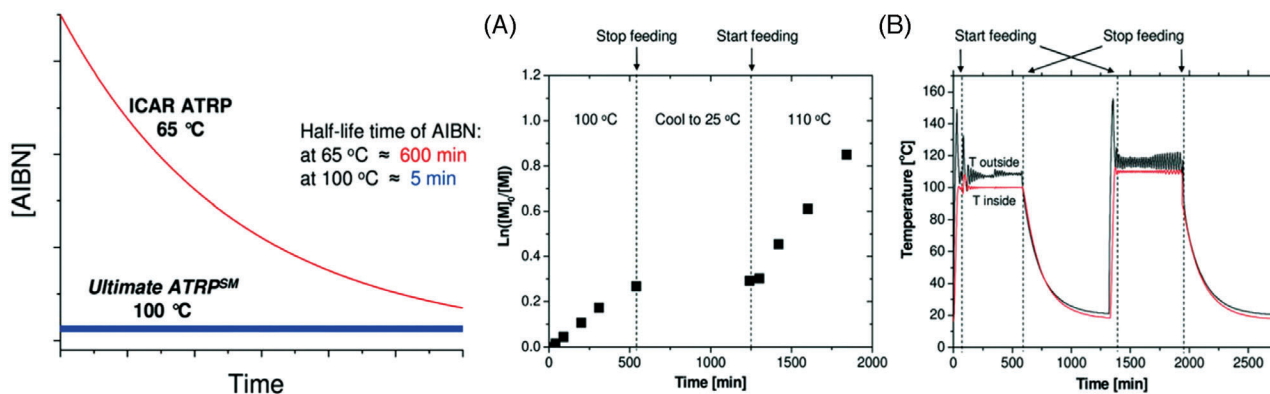 [AIBN]
ICAR ATRP
65 °C
Half-life time of AIBN:
at 65 °C ≈ 600 min
at 100 °C ≈ 5 min
Ultimate ATRPSM
100 °C
Time
(A)
Stop feeding
Start feeding
Ln([M]0/[M])
1.2
1.0
0.8
0.6
0.4
0.2
0.0
100 °C
Cool to 25 °C
110 °C
0
500
1000
1500
2000
Time [min]
(B)
Start feeding
Stop feeding
Temperature [°C]
160
140
120
100
80
60
40
20
0
T outside
T inside
0
500
1000
1500
2000
2500
Time [min]